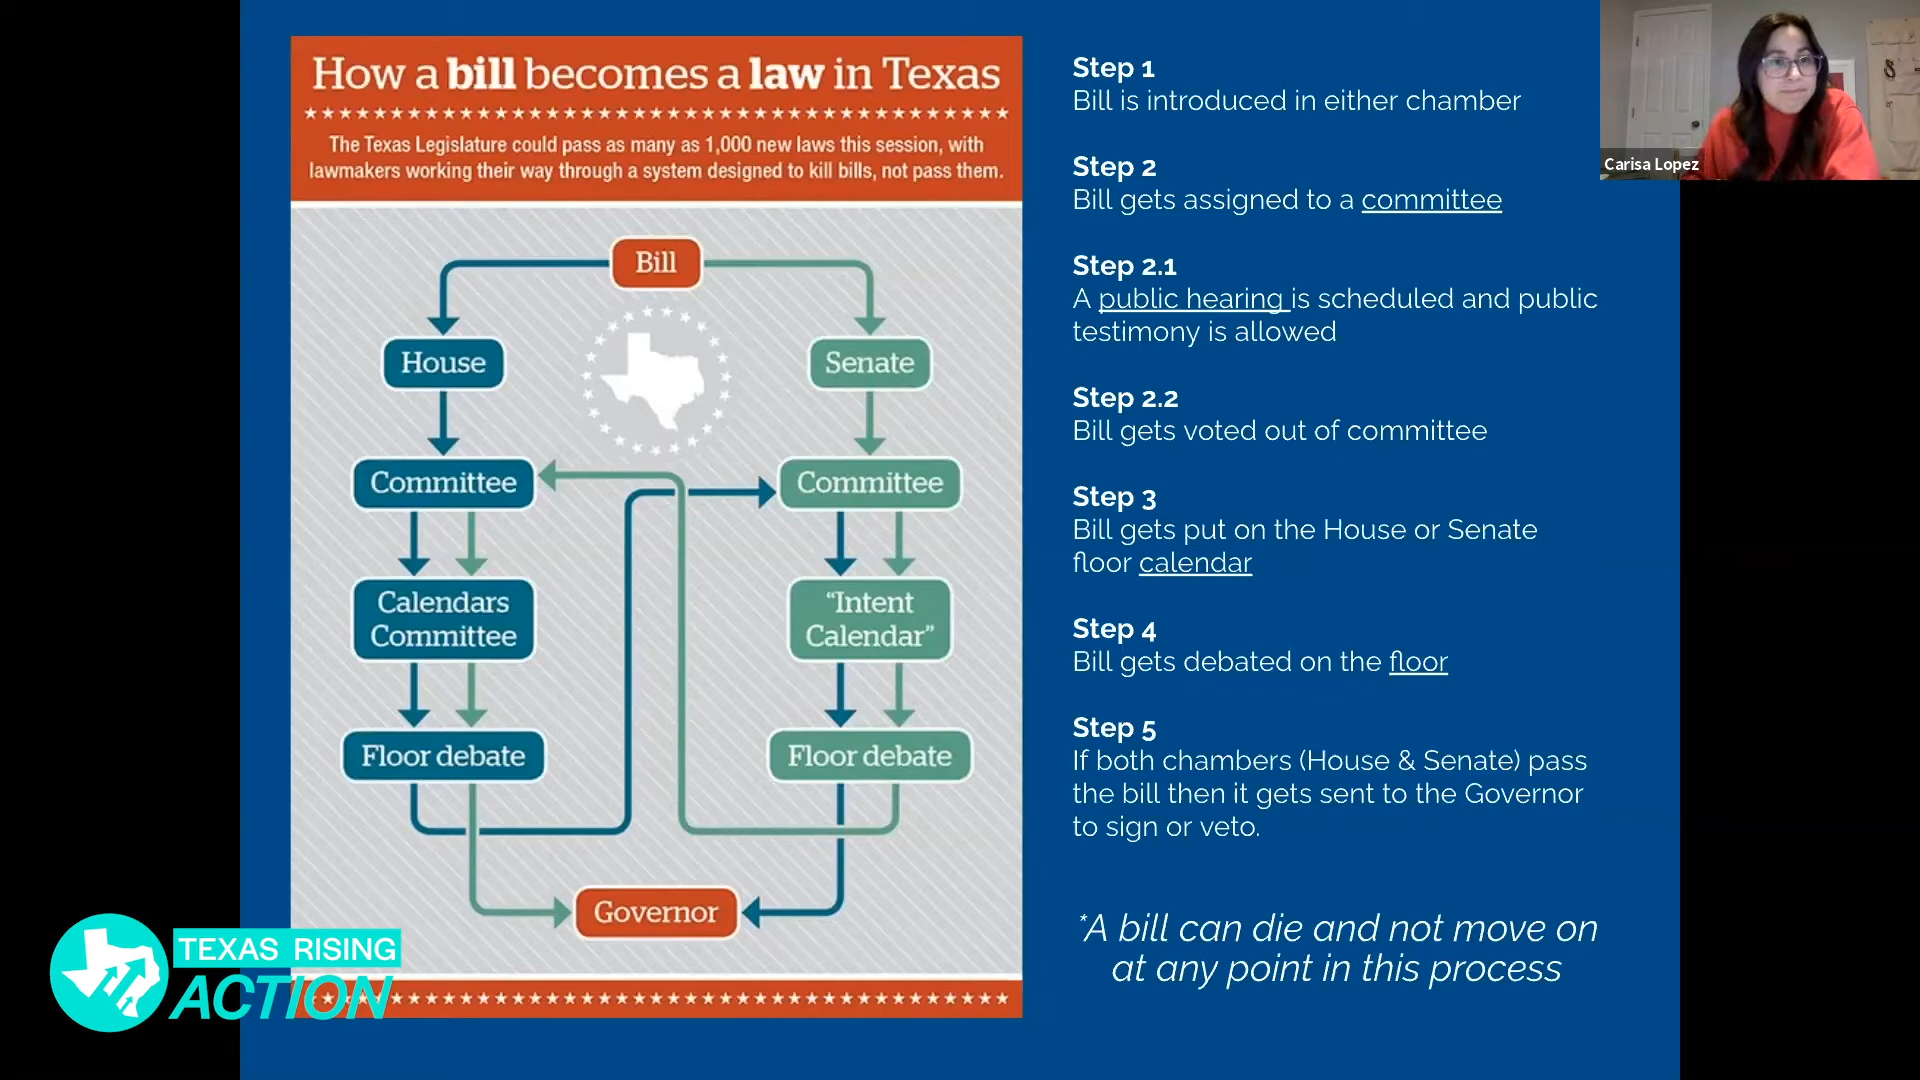 How a bill becomes a law in Texas
The Texas Legislature could pass as many as 1,000 new laws this session, with
lawmakers working their way through a system designed to kill bills, not pass them.
Bill
House
Senate
Committee
Committee
Calendars
Committee
“Intent
Calendar”
Floor debate
Floor debate
Governor
TEXAS RISING
ACTION
Step 1
Bill is introduced in either chamber
Step 2
Bill gets assigned to a committee
Step 2.1
A public hearing is scheduled and public
testimony is allowed
Step 2.2
Bill gets voted out of committee
Step 3
Bill gets put on the House or Senate
floor calendar
Step 4
Bill gets debated on the floor
Step 5
If both chambers (House & Senate) pass
the bill then it gets sent to the Governor
to sign or veto.
*A bill can die and not move on
at any point in this process
Carisa Lopez